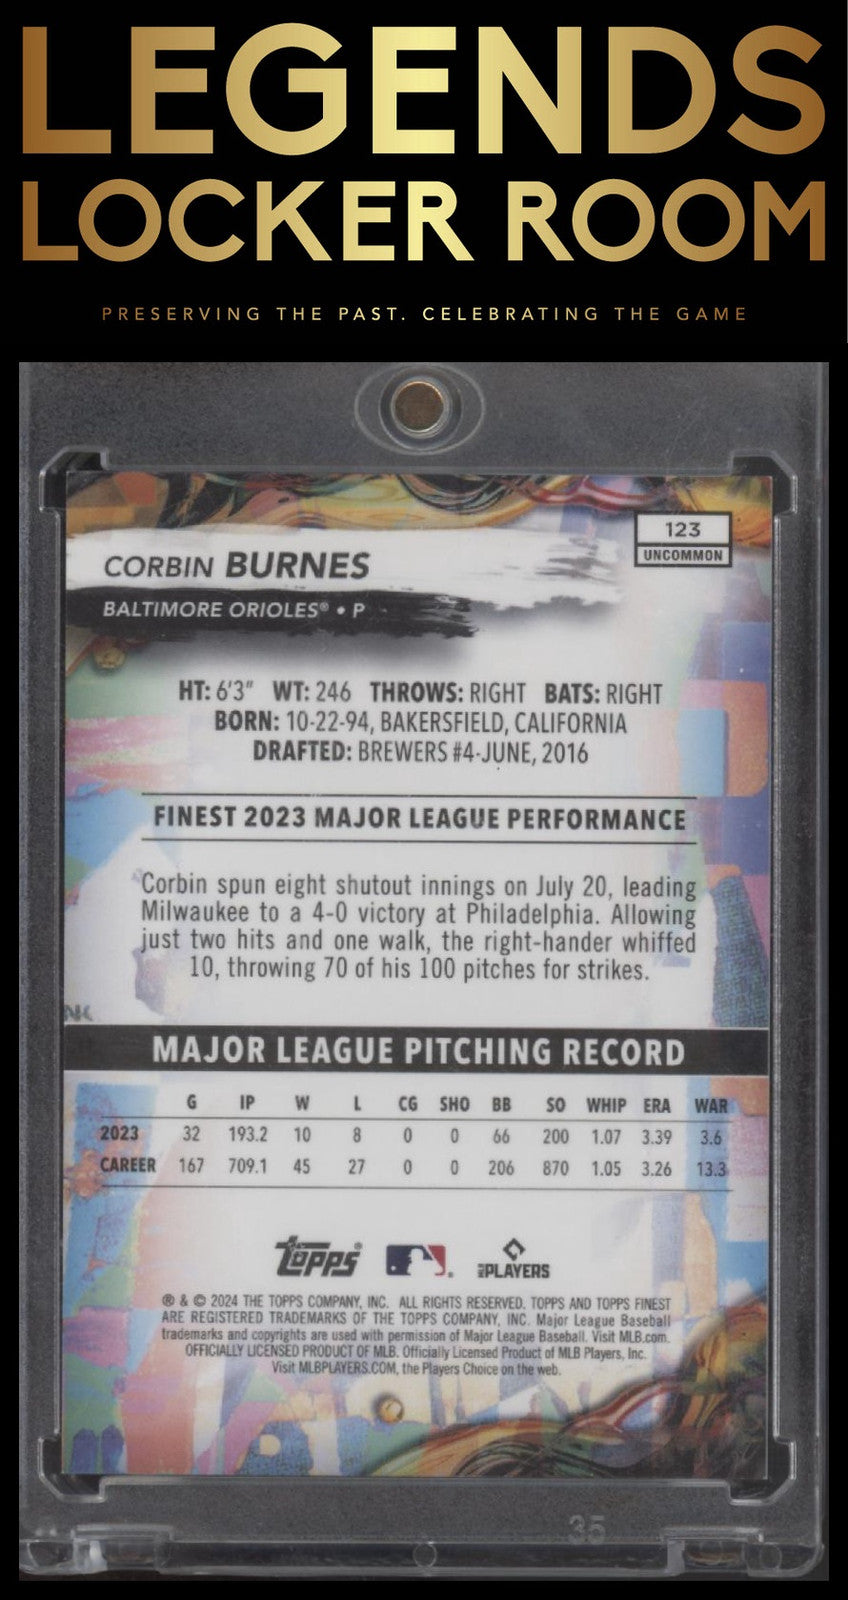 LEGENDS
LOCKER ROOM
PRESERVING THE PAST. CELEBRATING THE GAME
123
UNCOMMON
CORBIN BURNES
BALTIMORE ORIOLES® • P
HT: 6'3" WT: 246 THROWS: RIGHT BATS: RIGHT
BORN: 10-22-94, BAKERSFIELD, CALIFORNIA
DRAFTED: BREWERS #4-JUNE, 2016
FINEST 2023 MAJOR LEAGUE PERFORMANCE
Corbin spun eight shutout innings on July 20, leading
Milwaukee to a 4-0 victory at Philadelphia. Allowing
just two hits and one walk, the right-hander whiffed
10, throwing 70 of his 100 pitches for strikes.
NK
MAJOR LEAGUE PITCHING RECORD
G IP W L CG SHO BB SO WHIP ERA WAR
2023 32 193.2 10 8 0 0 66 200 1.07 3.39 3.6
CAREER 167 709.1 45 27 0 0 206 870 1.05 3.26 13.3
Topps ® PLAYERS
® & © 2024 THE TOPPS COMPANY, INC. ALL RIGHTS RESERVED. TOPPS AND TOPPS FINEST
ARE REGISTERED TRADEMARKS OF THE TOPPS COMPANY, INC. Major League Baseball
trademarks and copyrights are used with permission of Major League Baseball. Visit MLB.com.
OFFICIALLY LICENSED PRODUCT OF MLB. Officially Licensed Product of MLB Players, Inc.
Visit MLBPLAYERS.COM, the Players Choice on the web.
35